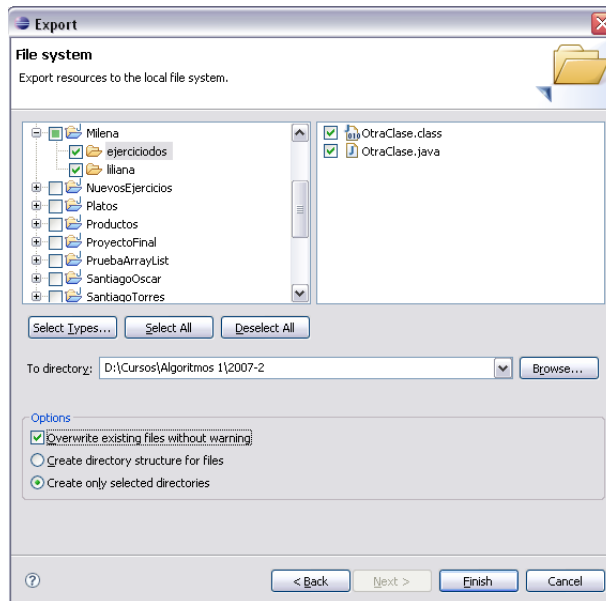 Export
File system
Export resources to the local file system.
Milena
ejerciciodos
liliana
NuevosEjercicios
Platos
Productos
ProyectoFinal
PruebaArrayList
SantiagoOscar
SantiagoTorres
OtraClase.class
OtraClase.java
Select Types... Select All Deselect All
To directory: D:\Cursos\Algoritmos 1\2007-2 Browse...
Options
Overwrite existing files without warning
Create directory structure for files
Create only selected directories
? < Back Next > Finish Cancel